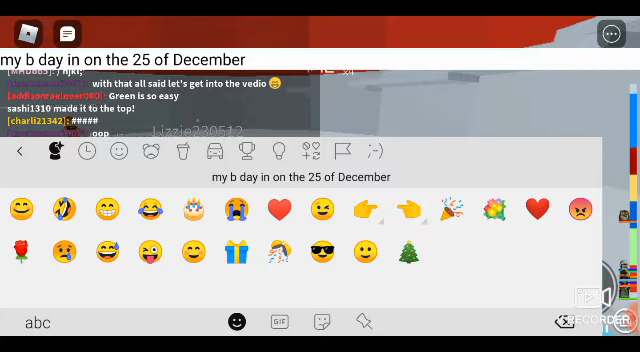 my b day in on the 25 of December
with that all said let's get into the vedio
Green is so easy
sashi1310 made it to the top!
[charli21342]: #####
oop
Lizzie230512
my b day in on the 25 of December
abc
GIF
RECORDER